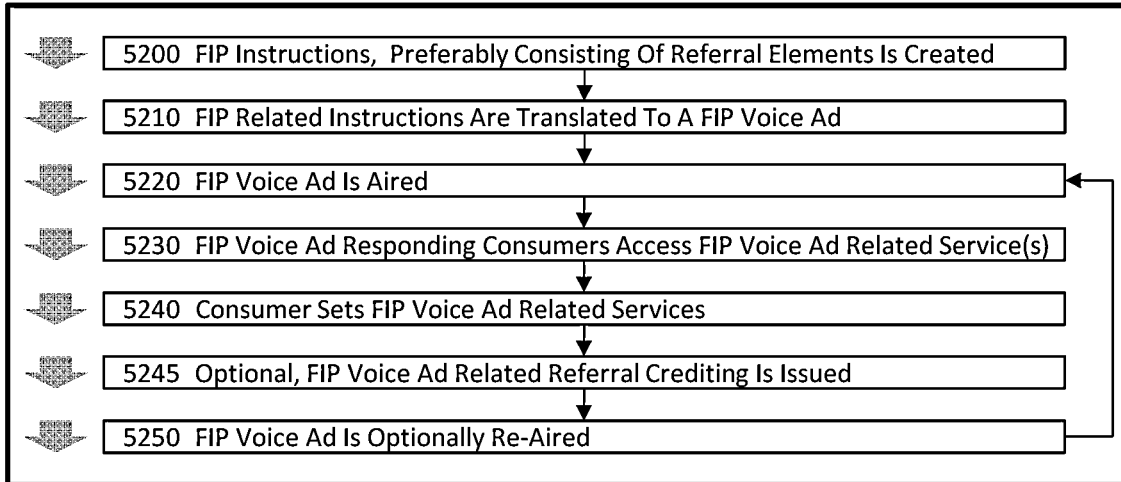 5200 FIP Instructions, Preferably Consisting Of Referral Elements Is Created
5210 FIP Related Instructions Are Translated To A FIP Voice Ad
5220 FIP Voice Ad Is Aired
5230 FIP Voice Ad Responding Consumers Access FIP Voice Ad Related Service(s)
5240 Consumer Sets FIP Voice Ad Related Services
5245 Optional, FIP Voice Ad Related Referral Crediting Is Issued
5250 FIP Voice Ad Is Optionally Re-Aired